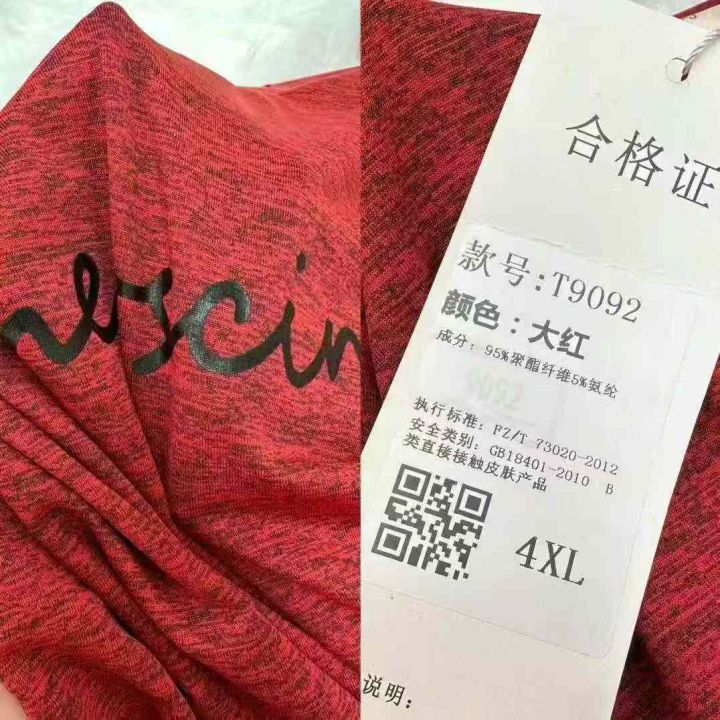 nescin
合格证
款号:T9092
颜色:大红
成分: 95%聚酯纤维5%氨纶
9092
执行标准: FZ/T 73020-2012
安全类别: GB18401-2010 B
类直接接触皮肤产品
4XL
说明: